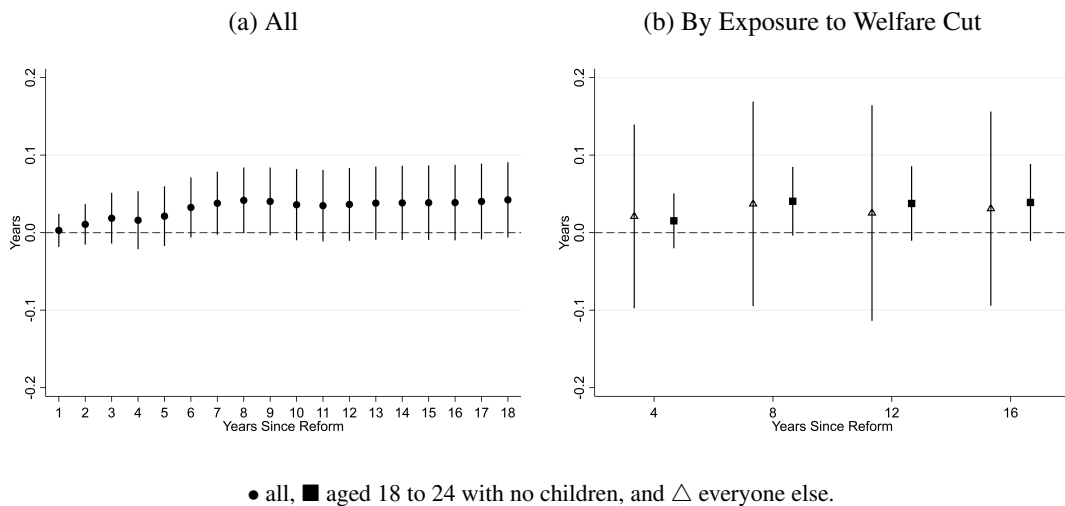 (a) All
(b) By Exposure to Welfare Cut
Years
0.2
0.1
0.0
-0.1
-0.2
1 2 3 4 5 6 7 8 9 10 11 12 13 14 15 16 17 18
Years Since Reform
Years
0.2
0.1
0.0
-0.1
-0.2
4 8 12 16
Years Since Reform
● all, ■ aged 18 to 24 with no children, and △ everyone else.